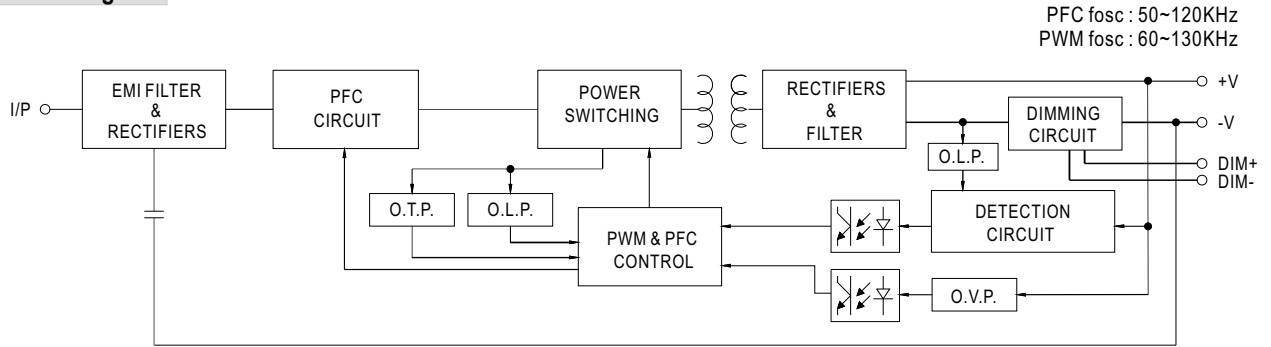 PFC fosc : 50~120KHz
PWM fosc : 60~130KHz
I/P
EMI FILTER
&
RECTIFIERS
PFC
CIRCUIT
POWER
SWITCHING
RECTIFIERS
&
FILTER
DIMMING
CIRCUIT
+V
-V
DIM+
DIM-
O.L.P.
O.T.P.
O.L.P.
PWM & PFC
CONTROL
DETECTION
CIRCUIT
O.V.P.